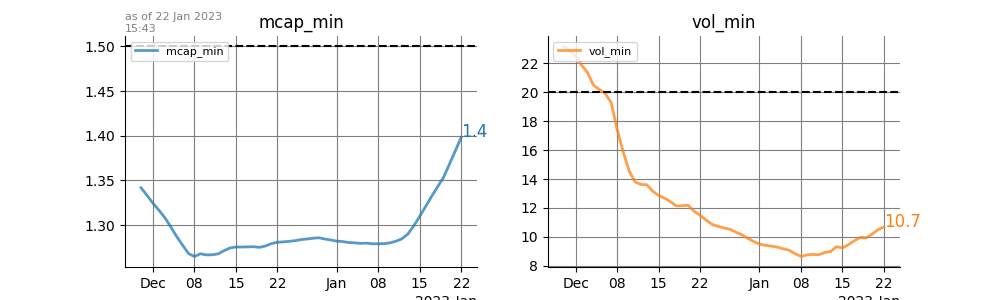 as of 22 Jan 2023
15:43
mcap_min
mcap_min
1.50
1.45
1.40
1.35
1.30
1.4
Dec 08 15 22 Jan 08 15 22
2023-Jan
vol_min
vol_min
22
20
18
16
14
12
10
8
10.7
Dec 08 15 22 Jan 08 15 22
2023-Jan